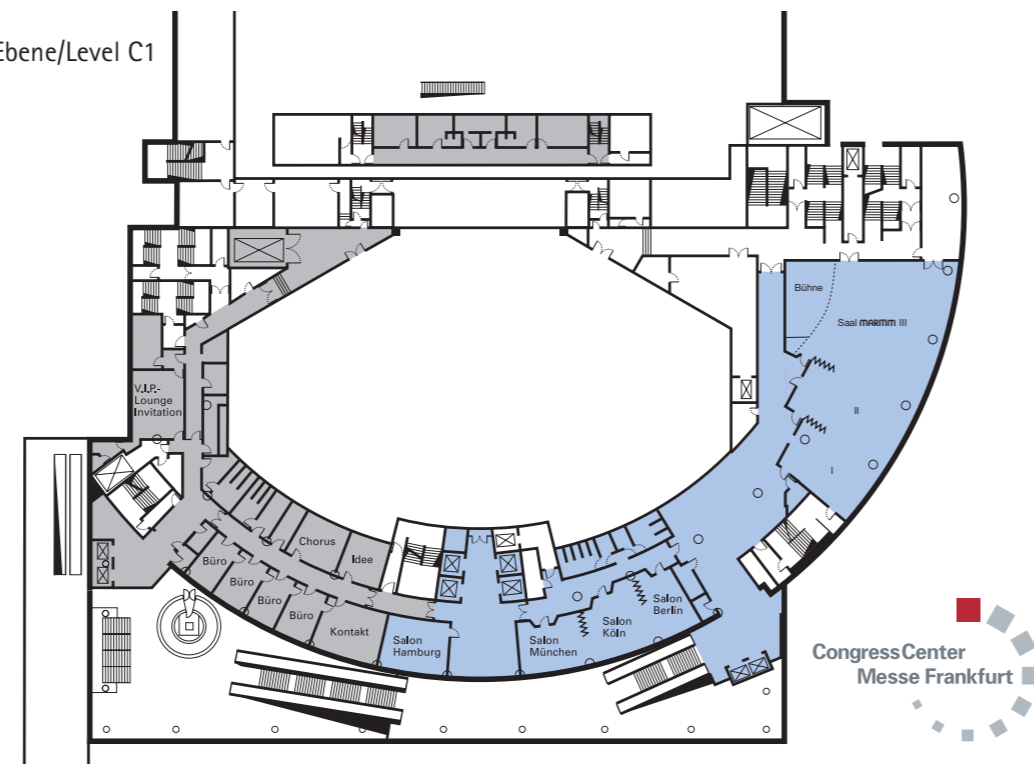 Ebene/Level C1
Bühne
Saal MARITIM III
II
I
V.I.P.-
Lounge
Invitation
Chorus
Idee
Büro
Büro
Büro
Büro
Kontakt
Salon
Hamburg
Salon
München
Salon
Köln
Salon
Berlin
CongressCenter
Messe Frankfurt